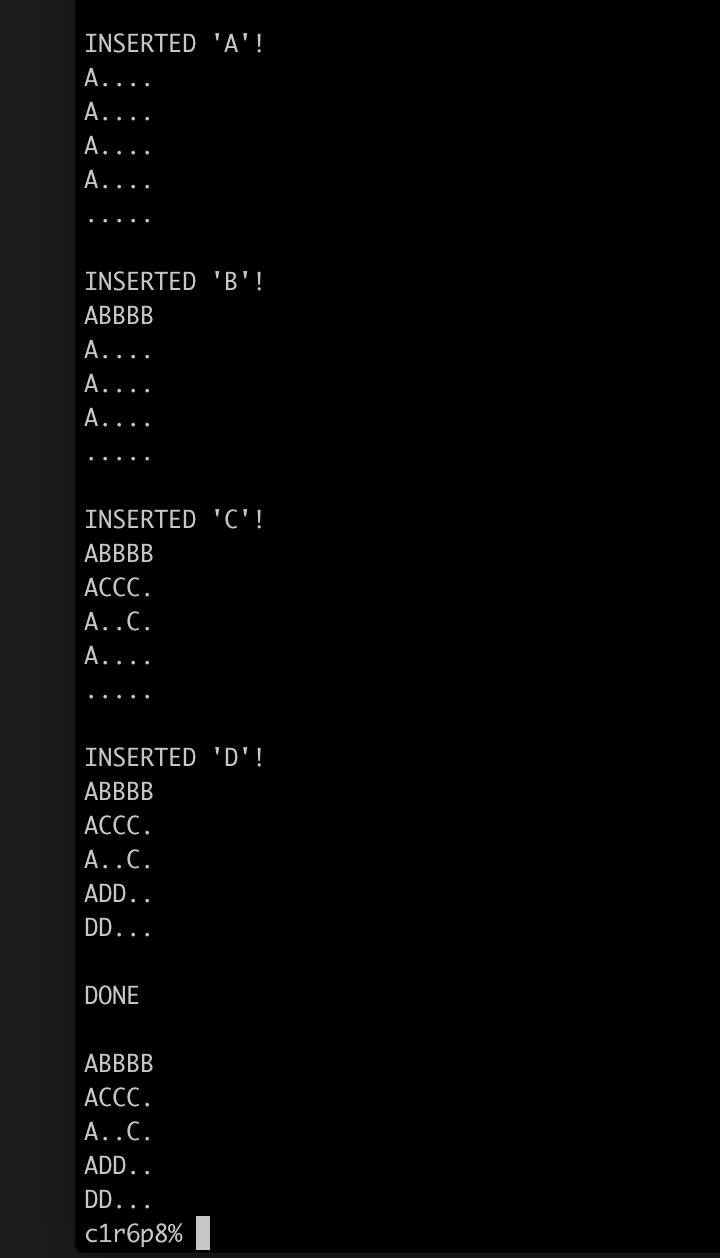 INSERTED 'A'!
A....
A....
A....
A....
.....
INSERTED 'B'!
ABBBB
A....
A....
A....
.....
INSERTED 'C'!
ABBBB
ACCC.
A..C.
A....
.....
INSERTED 'D'!
ABBBB
ACCC.
A..C.
ADD..
DD...
DONE
ABBBB
ACCC.
A..C.
ADD..
DD...
c1r6p8%